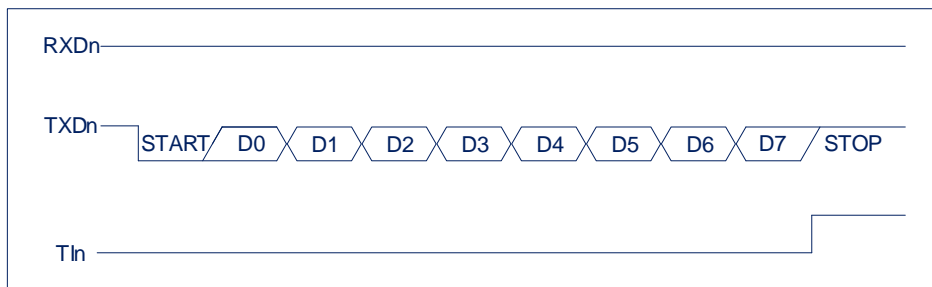 RXDn
TXDn
START D0 D1 D2 D3 D4 D5 D6 D7 STOP
TIn